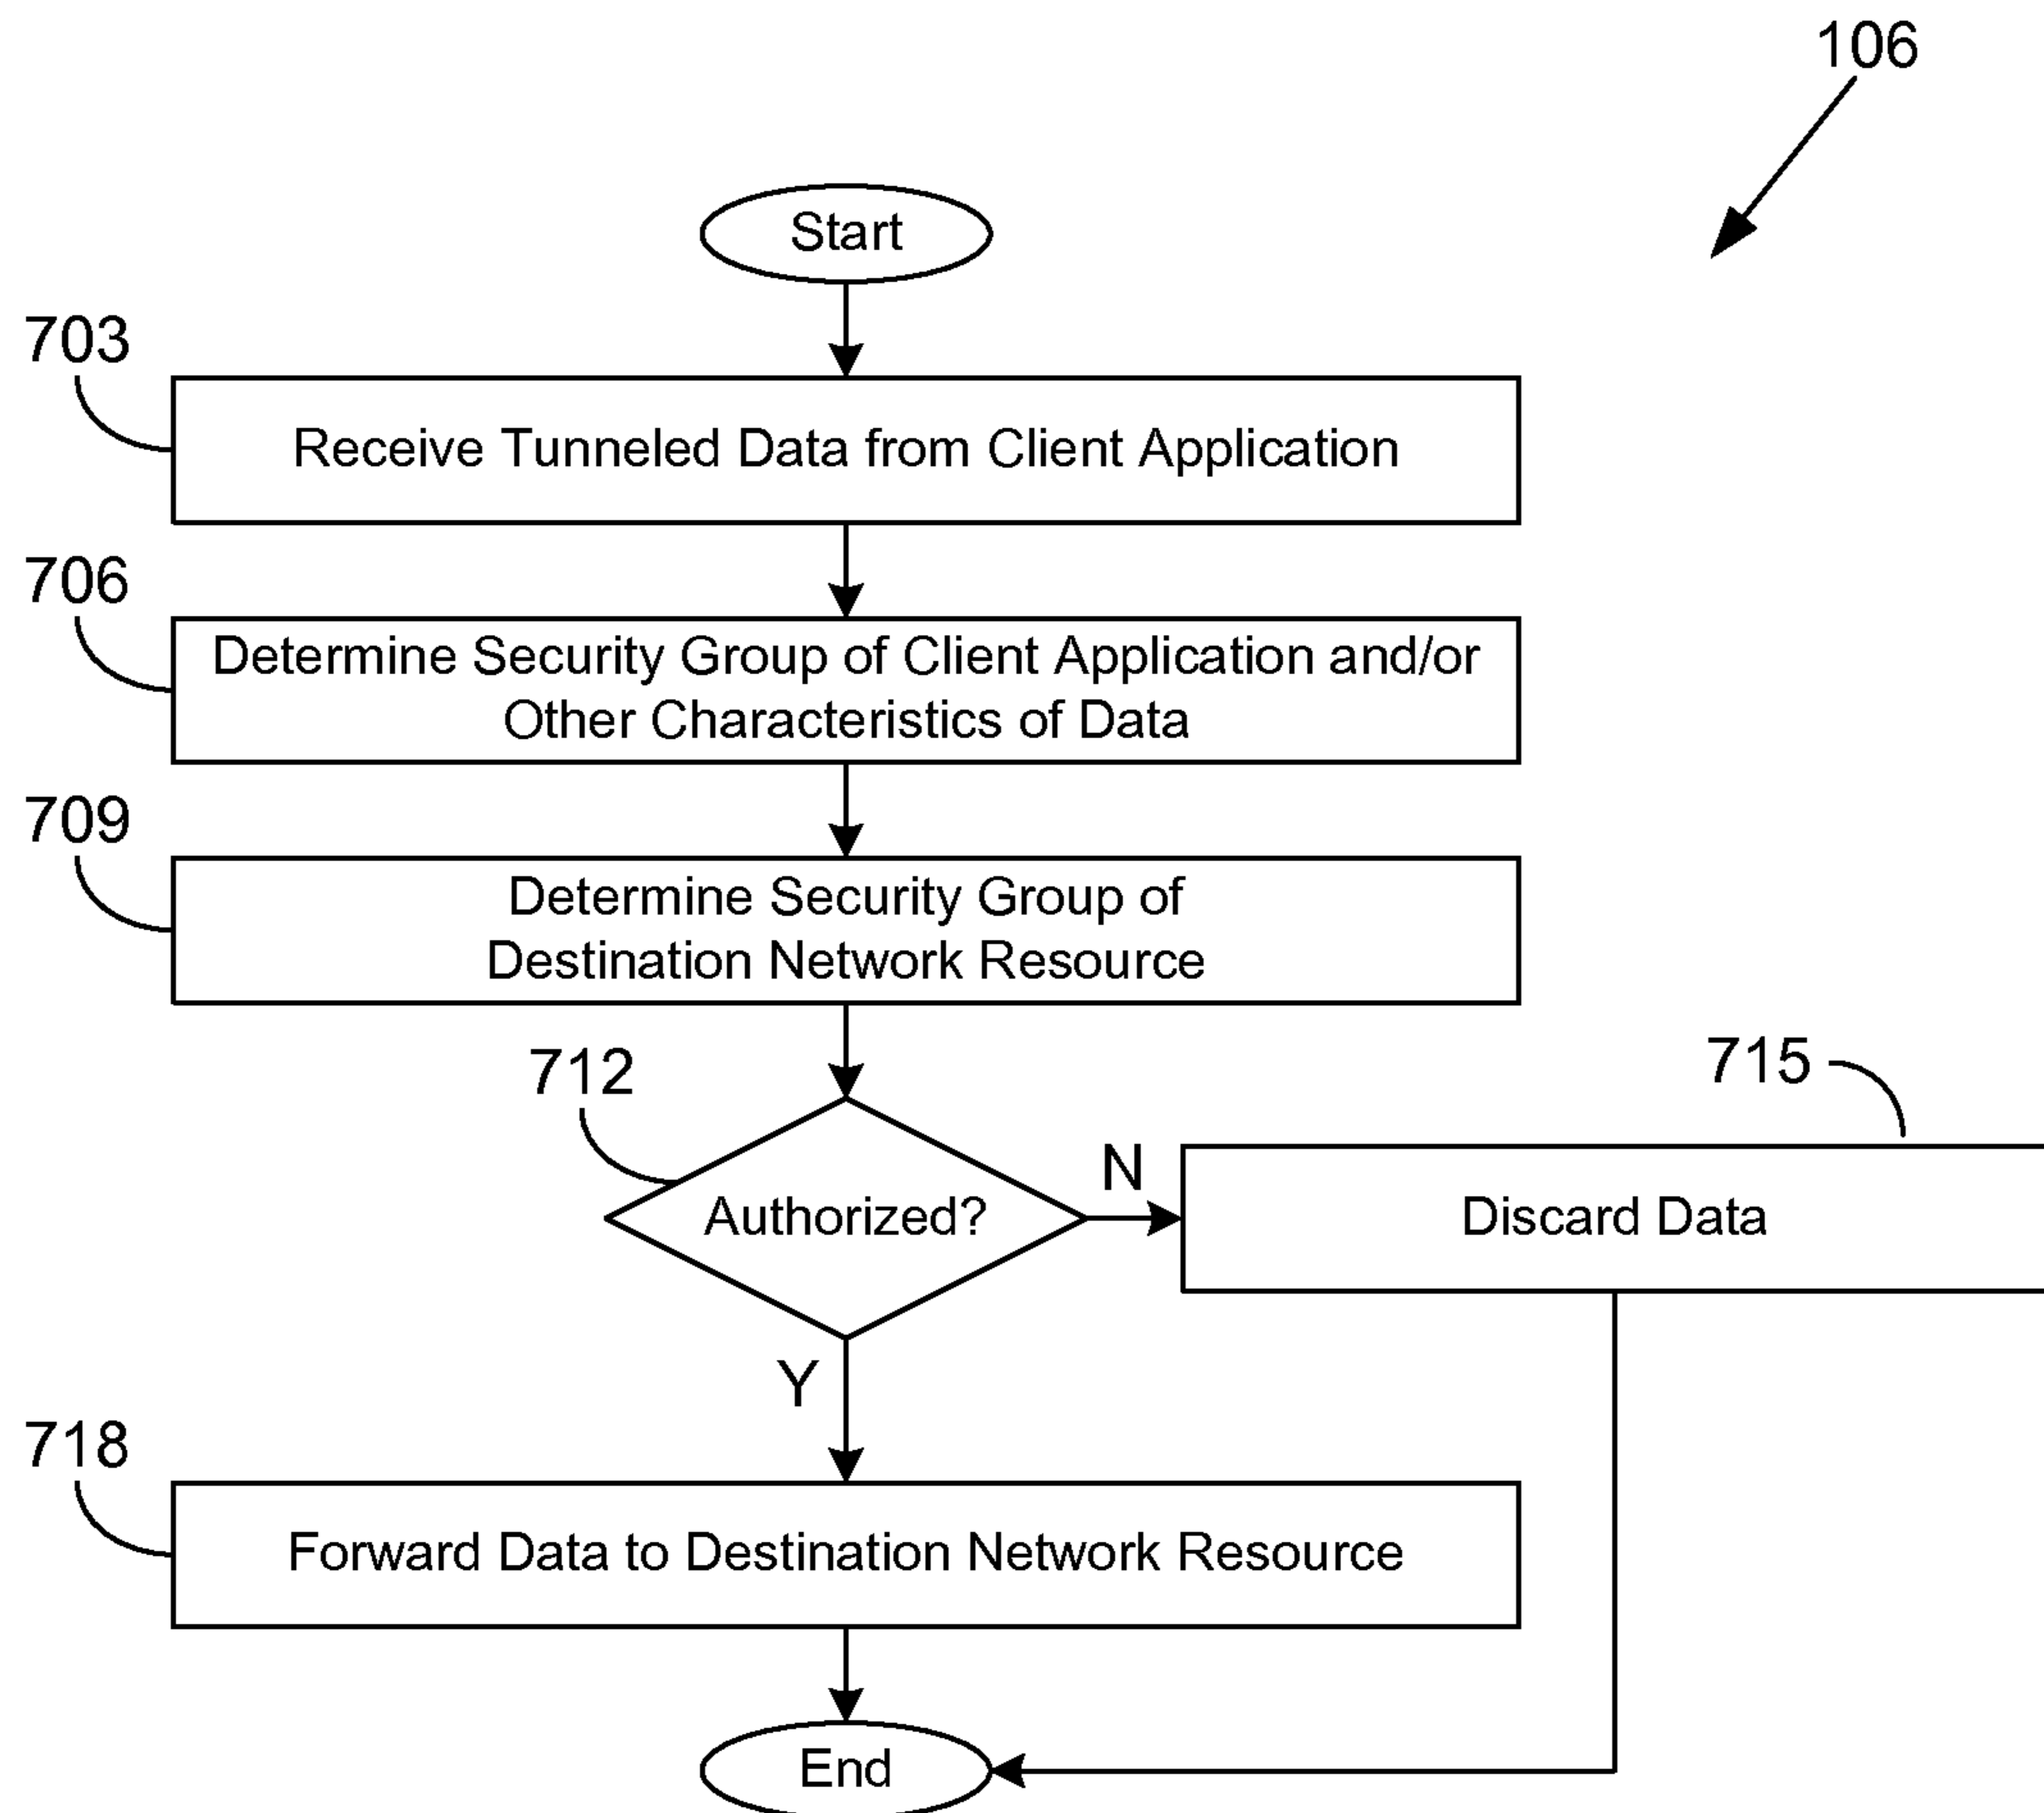 106
Start
703
Receive Tunneled Data from Client Application
706
Determine Security Group of Client Application and/or
Other Characteristics of Data
709
Determine Security Group of
Destination Network Resource
712
715
N
Authorized?
Discard Data
Y
718
Forward Data to Destination Network Resource
End